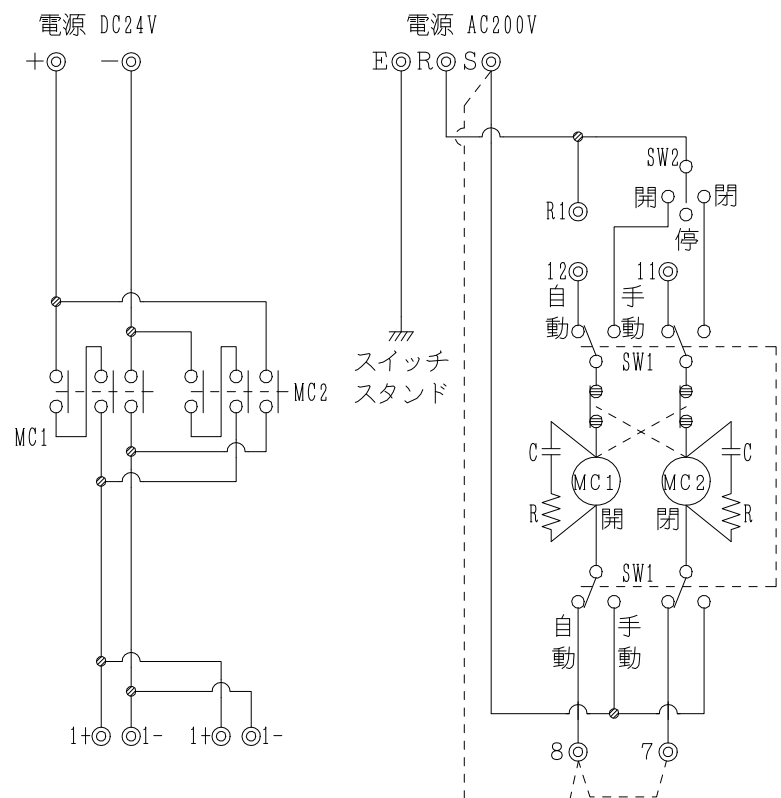 電源 DC24V
電源 AC200V
+
-
E
R
S
SW2
開
閉
R1
停
12
11
自動
手動
スイッチ
スタンド
SW1
MC1
MC2
C
C
MC1
MC2
R
開
閉
R
SW1
自動
手動
1+
1-
1+
1-
8
7